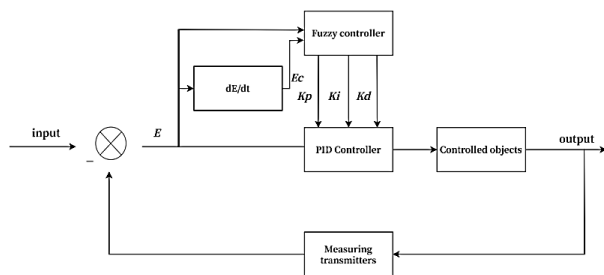 Fuzzy controller
dE/dt
Ec
Kp
Ki
Kd
input
E
–
PID Controller
Controlled objects
output
Measuring
transmitters